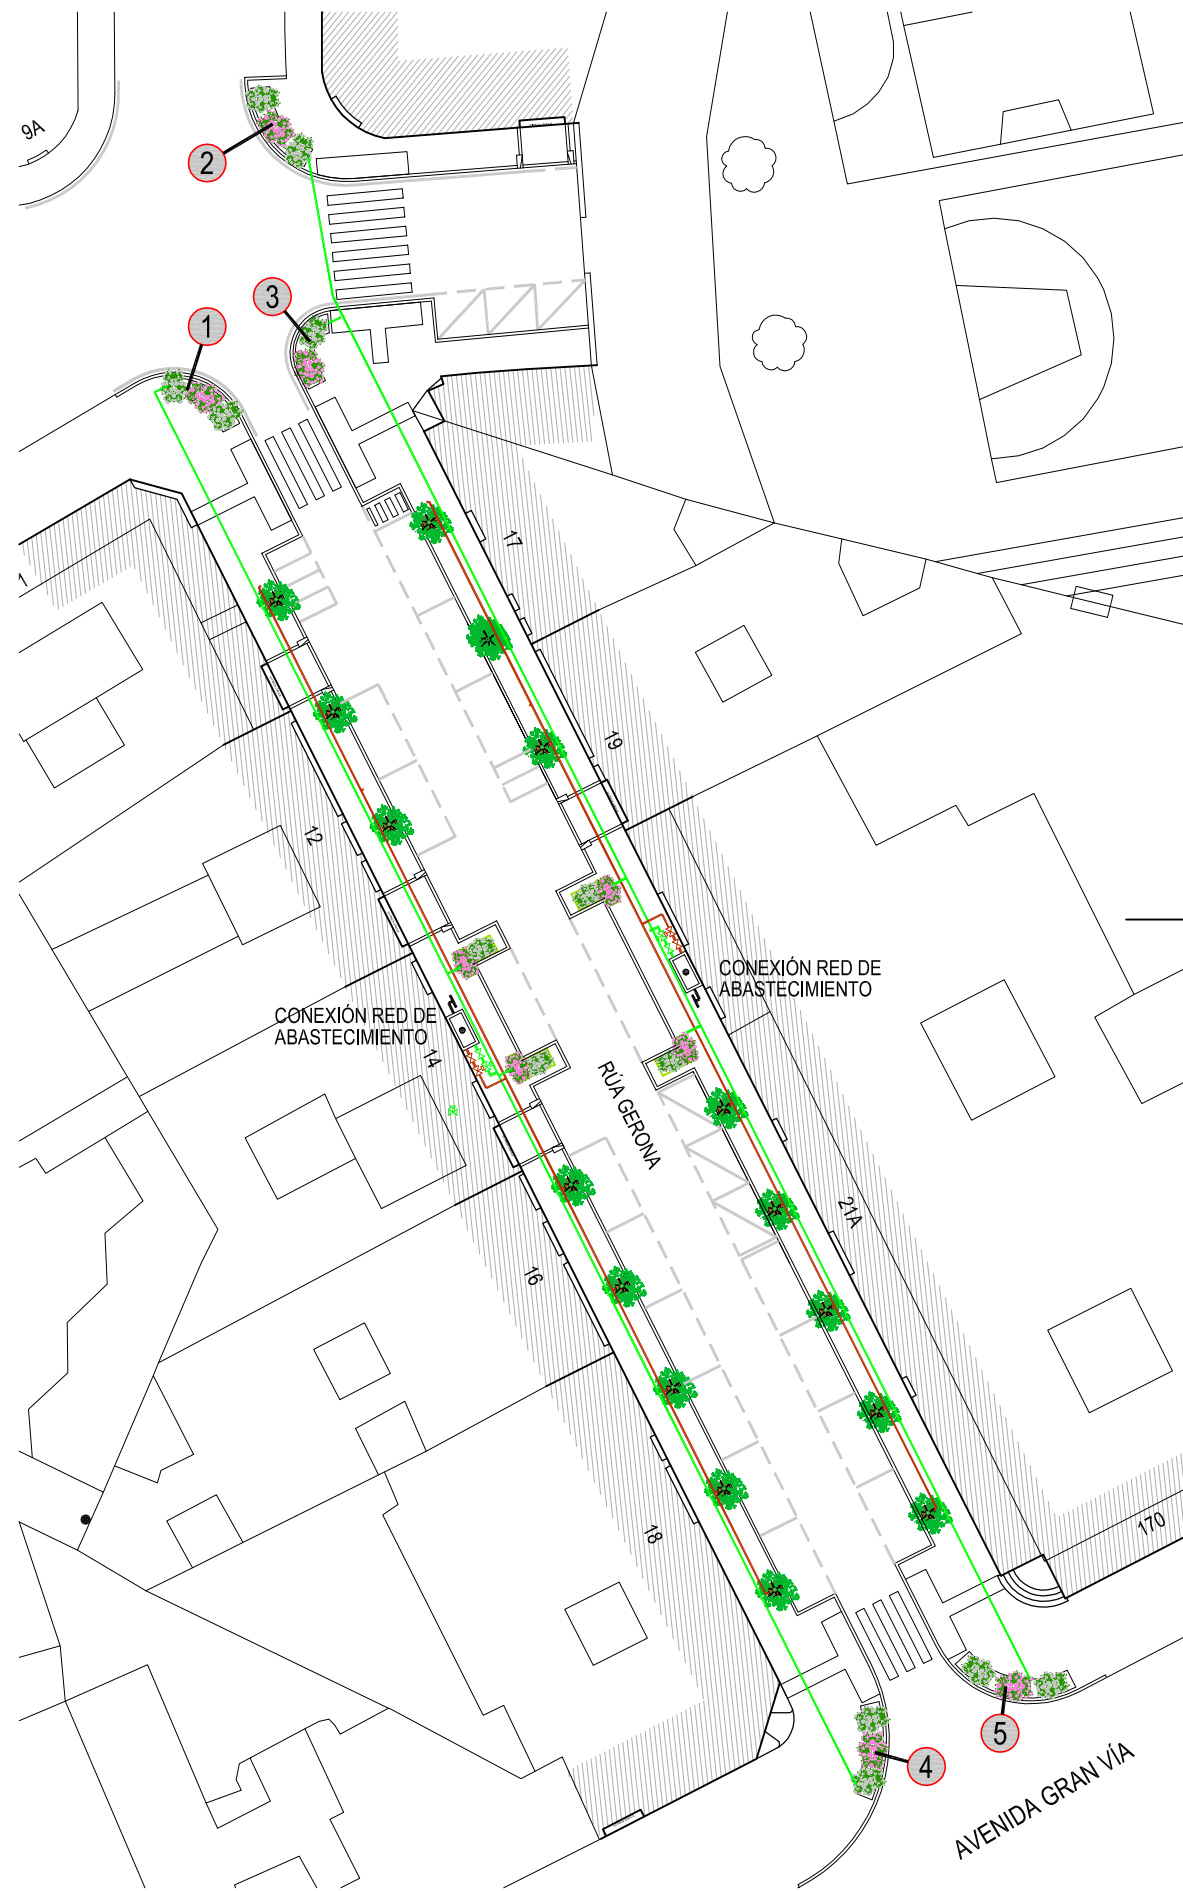 9A
2
3
1
17
19
12
CONEXIÓN RED DE
ABASTECIMIENTO
CONEXIÓN RED DE
ABASTECIMIENTO
14
RÚA GERONA
21A
16
18
170
5
4
AVENIDA GRAN VÍA